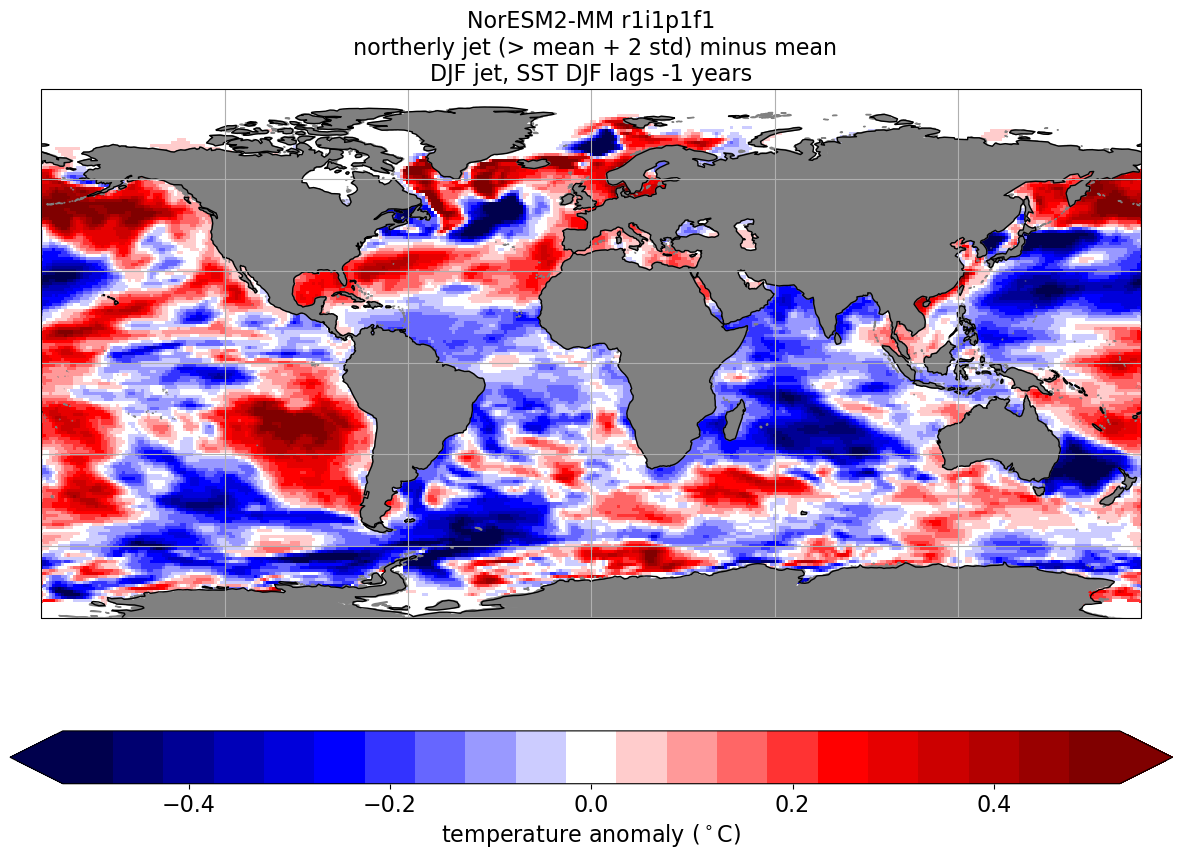 NorESM2-MM r1i1p1f1
northerly jet (> mean + 2 std) minus mean
DJF jet, SST DJF lags -1 years
−0.4 −0.2 0.0 0.2 0.4
temperature anomaly (°C)